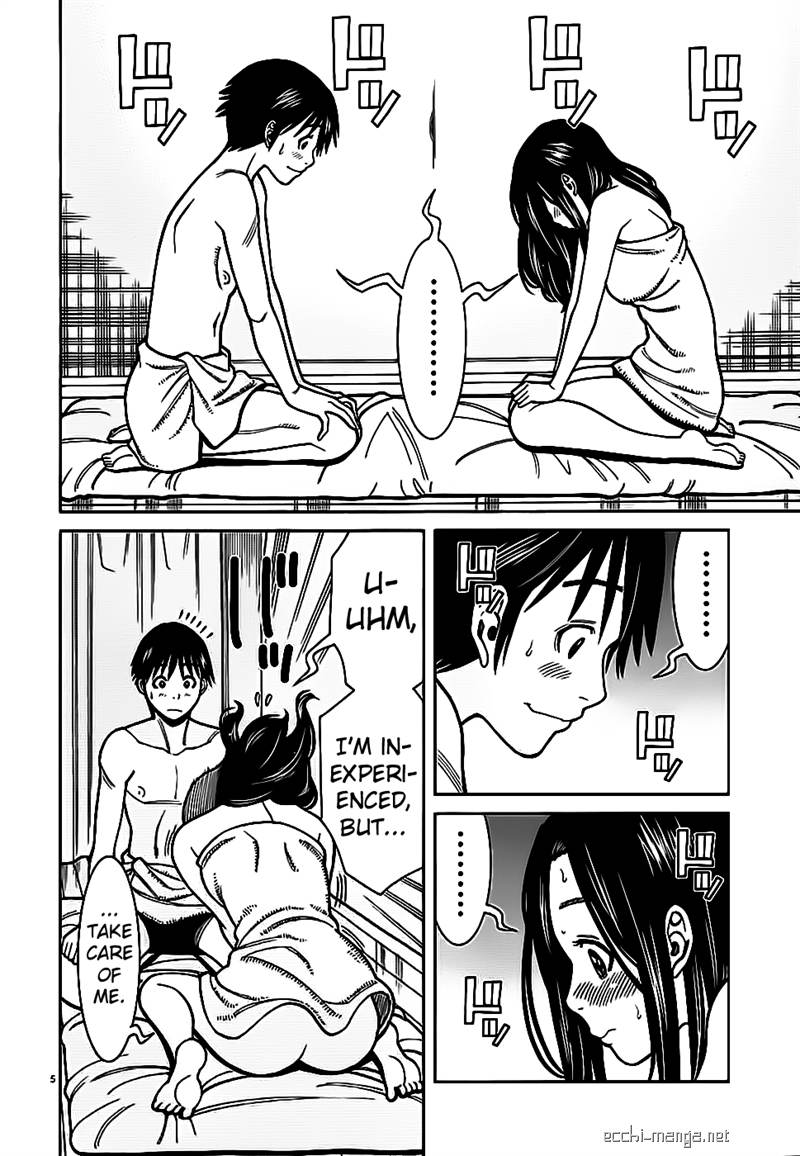 ドッ
ドッ
ドッ
ドッ
.........
......
ドッ
ドッ
U-
UHM,
I'M IN-
EXPERI-
ENCED,
BUT...
...
TAKE
CARE
OF
ME.
......
ドッ
ドッ
5
ecchi-manga.net